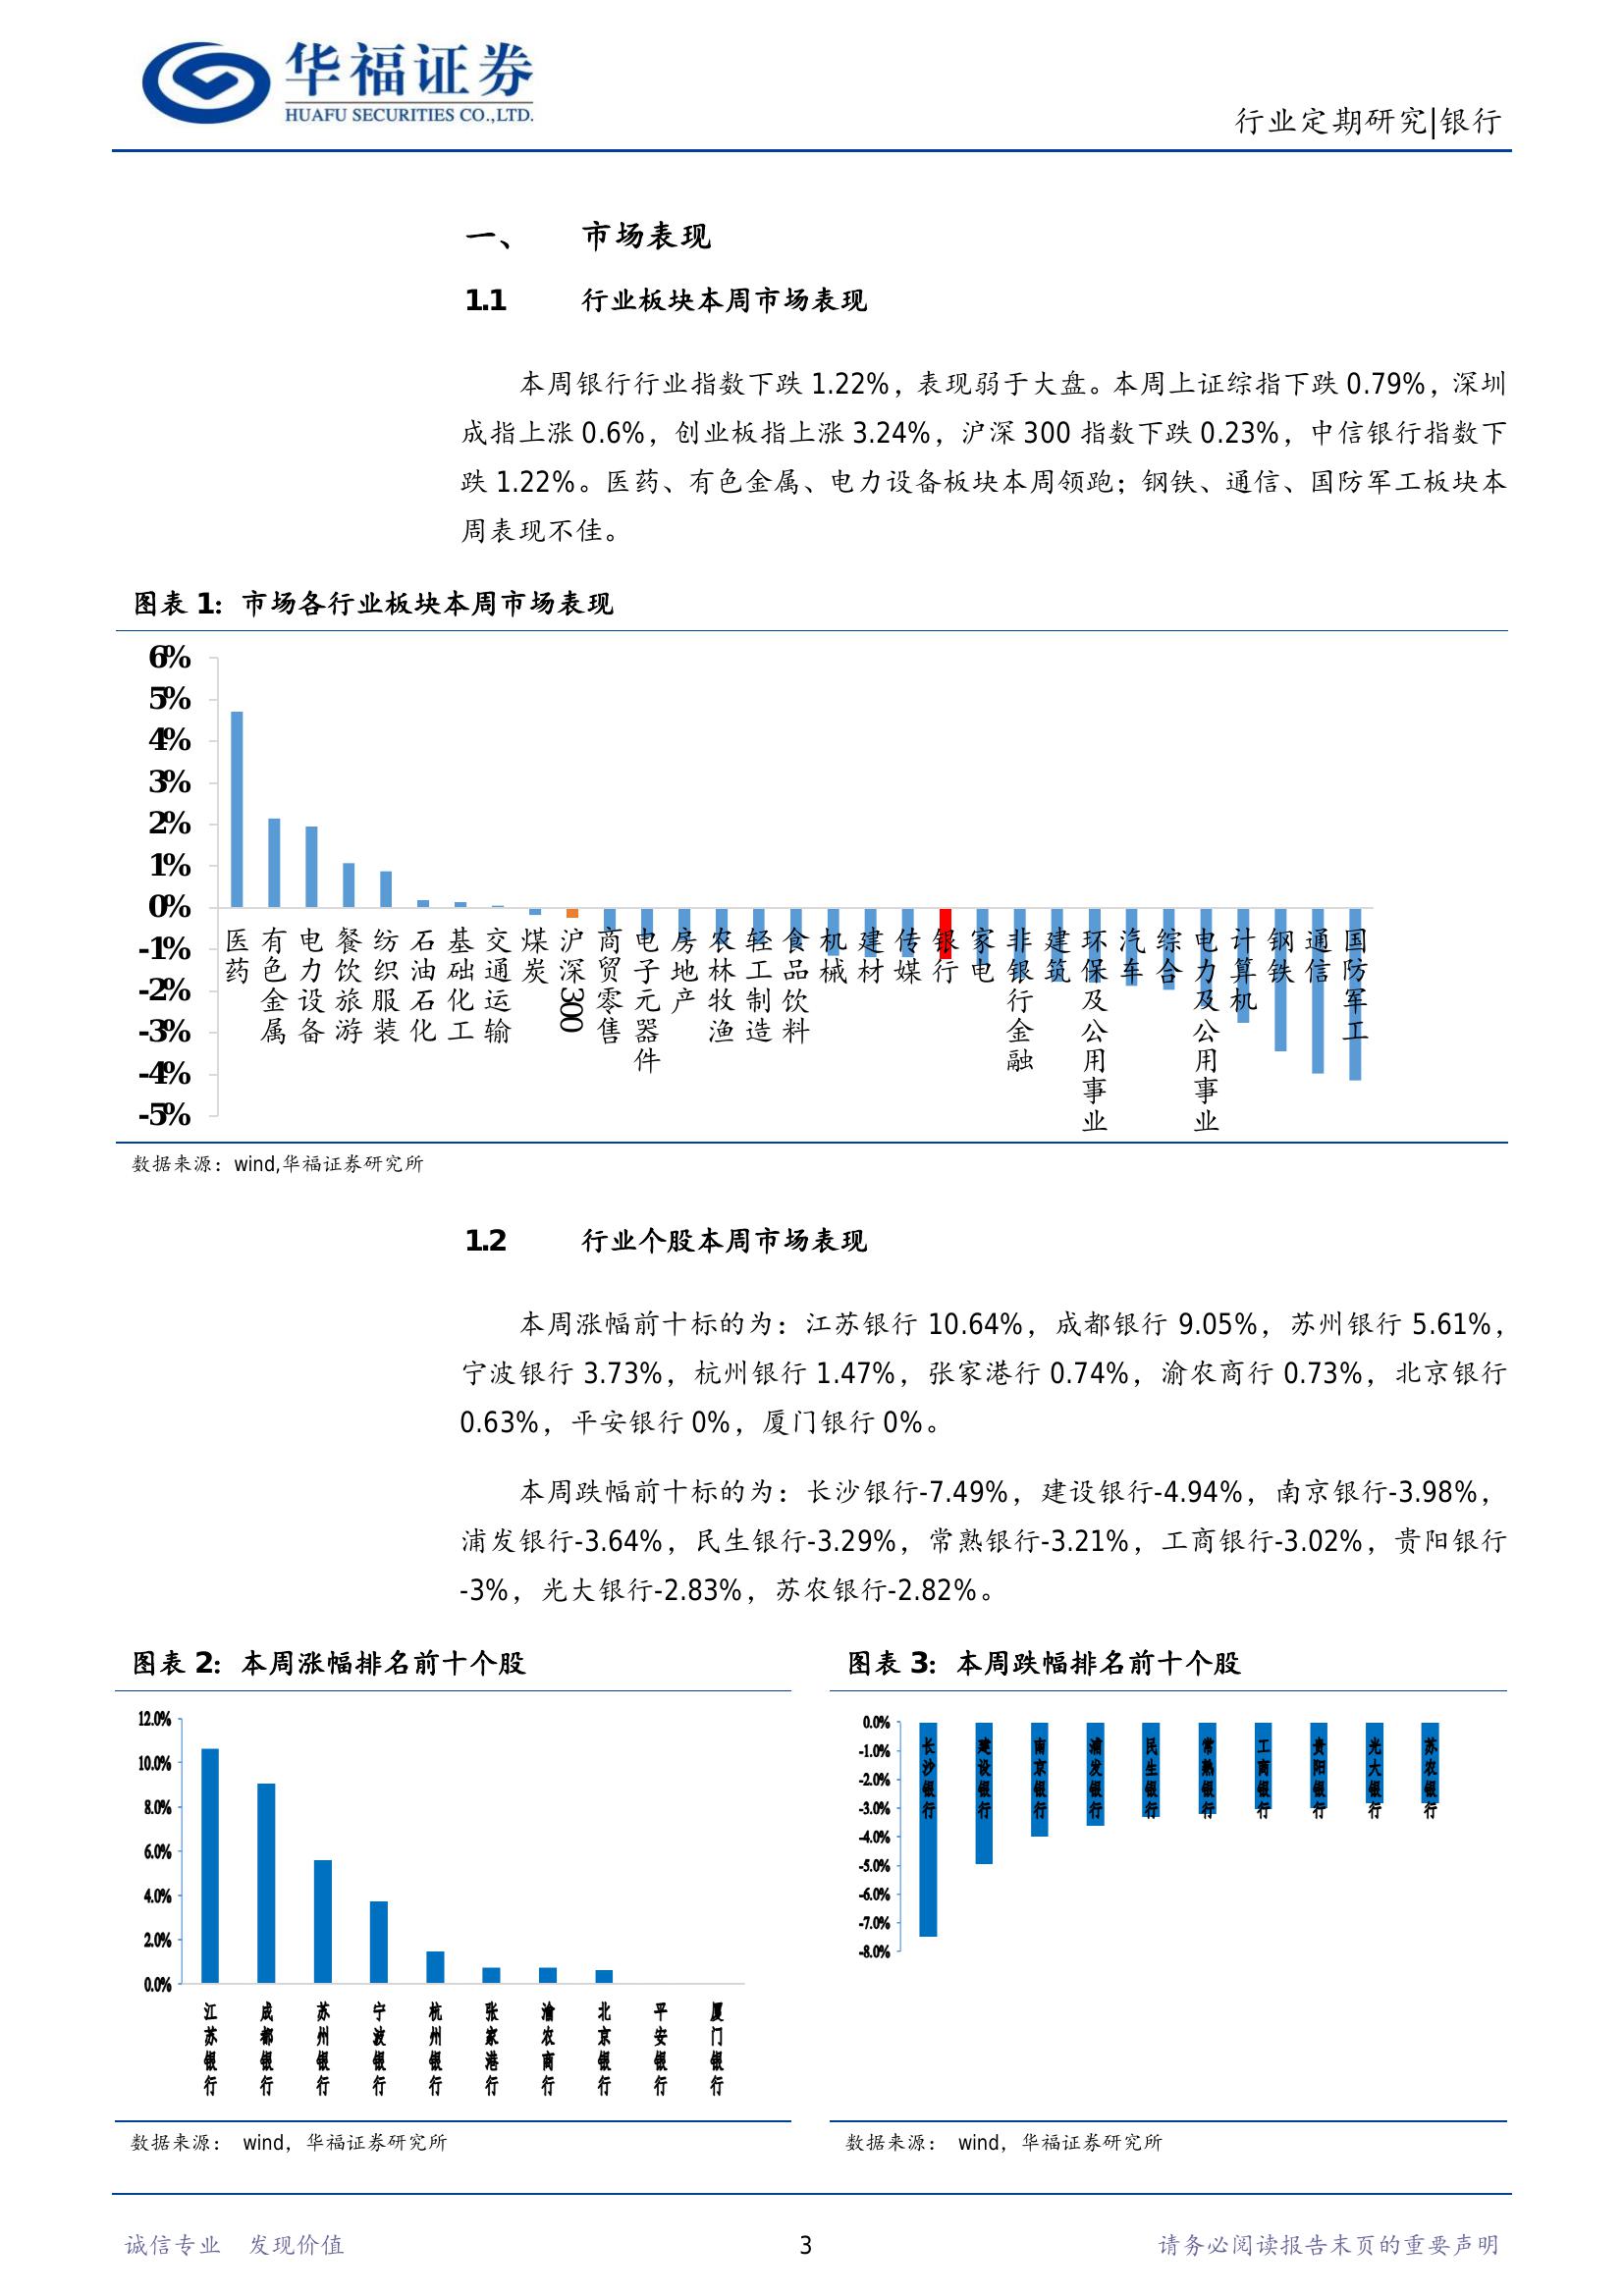 华福证券
HUAFU SECURITIES CO.,LTD.
行业定期研究|银行
一、 市场表现
1.1 行业板块本周市场表现
本周银行行业指数下跌 1.22%，表现弱于大盘。本周上证综指下跌 0.79%，深圳
成指上涨 0.6%，创业板指上涨 3.24%，沪深 300 指数下跌 0.23%，中信银行指数下
跌 1.22%。医药、有色金属、电力设备板块本周领跑；钢铁、通信、国防军工板块本
周表现不佳。
图表 1：市场各行业板块本周市场表现
6%
5%
4%
3%
2%
1%
0%
-1%
-2%
-3%
-4%
-5%
医药
有色金属
电力设备
餐饮旅游
纺织服装
石油石化
基础化工
交通运输
煤炭
沪深300
商贸零售
电子元器件
房地产
农林牧渔
轻工制造
食品饮料
机械
建材
传媒
银行
家电
非银行金融
建筑
环保及公用事业
汽车
综合
电力及公用事业
计算机
钢铁
通信
国防军工
数据来源：wind,华福证券研究所
1.2 行业个股本周市场表现
本周涨幅前十标的为：江苏银行 10.64%，成都银行 9.05%，苏州银行 5.61%，
宁波银行 3.73%，杭州银行 1.47%，张家港行 0.74%，渝农商行 0.73%，北京银行
0.63%，平安银行 0%，厦门银行 0%。
本周跌幅前十标的为：长沙银行-7.49%，建设银行-4.94%，南京银行-3.98%，
浦发银行-3.64%，民生银行-3.29%，常熟银行-3.21%，工商银行-3.02%，贵阳银行
-3%，光大银行-2.83%，苏农银行-2.82%。
图表 2：本周涨幅排名前十个股
12.0%
10.0%
8.0%
6.0%
4.0%
2.0%
0.0%
江苏银行
成都银行
苏州银行
宁波银行
杭州银行
张家港行
渝农商行
北京银行
平安银行
厦门银行
数据来源： wind，华福证券研究所
图表 3：本周跌幅排名前十个股
0.0%
-1.0%
-2.0%
-3.0%
-4.0%
-5.0%
-6.0%
-7.0%
-8.0%
长沙银行
建设银行
南京银行
浦发银行
民生银行
常熟银行
工商银行
贵阳银行
光大银行
苏农银行
数据来源： wind，华福证券研究所
诚信专业 发现价值
3
请务必阅读报告末页的重要声明